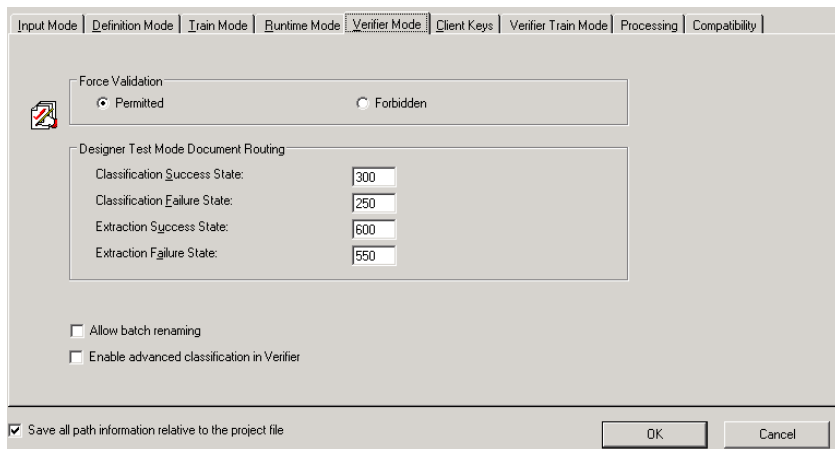 Input Mode Definition Mode Train Mode Runtime Mode Verifier Mode Client Keys Verifier Train Mode Processing Compatibility
Force Validation
Permitted Forbidden
Designer Test Mode Document Routing
Classification Success State: 300
Classification Failure State: 250
Extraction Success State: 600
Extraction Failure State: 550
Allow batch renaming
Enable advanced classification in Verifier
Save all path information relative to the project file OK Cancel